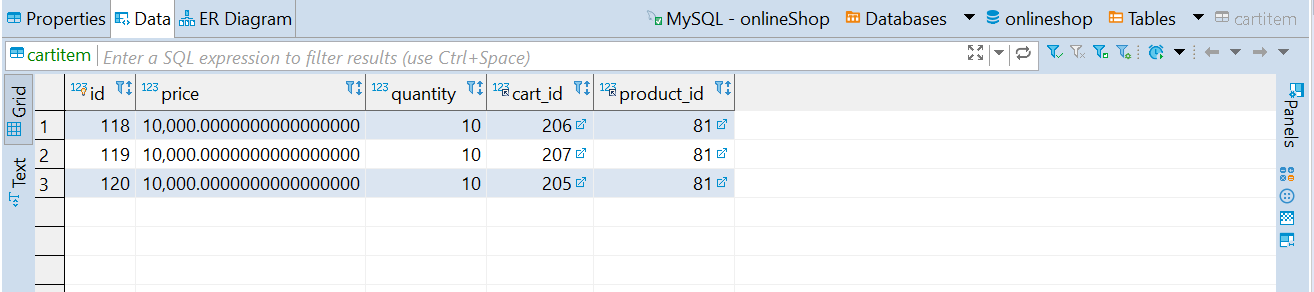 Properties Data ER Diagram MySQL - onlineShop Databases onlineshop Tables cartitem
cartitem Enter a SQL expression to filter results (use Ctrl+Space)
Grid
Text
123 id 123 price 123 quantity 123 cart_id 123 product_id
1 118 10,000.0000000000000000 10 206 81
2 119 10,000.0000000000000000 10 207 81
3 120 10,000.0000000000000000 10 205 81
Panels